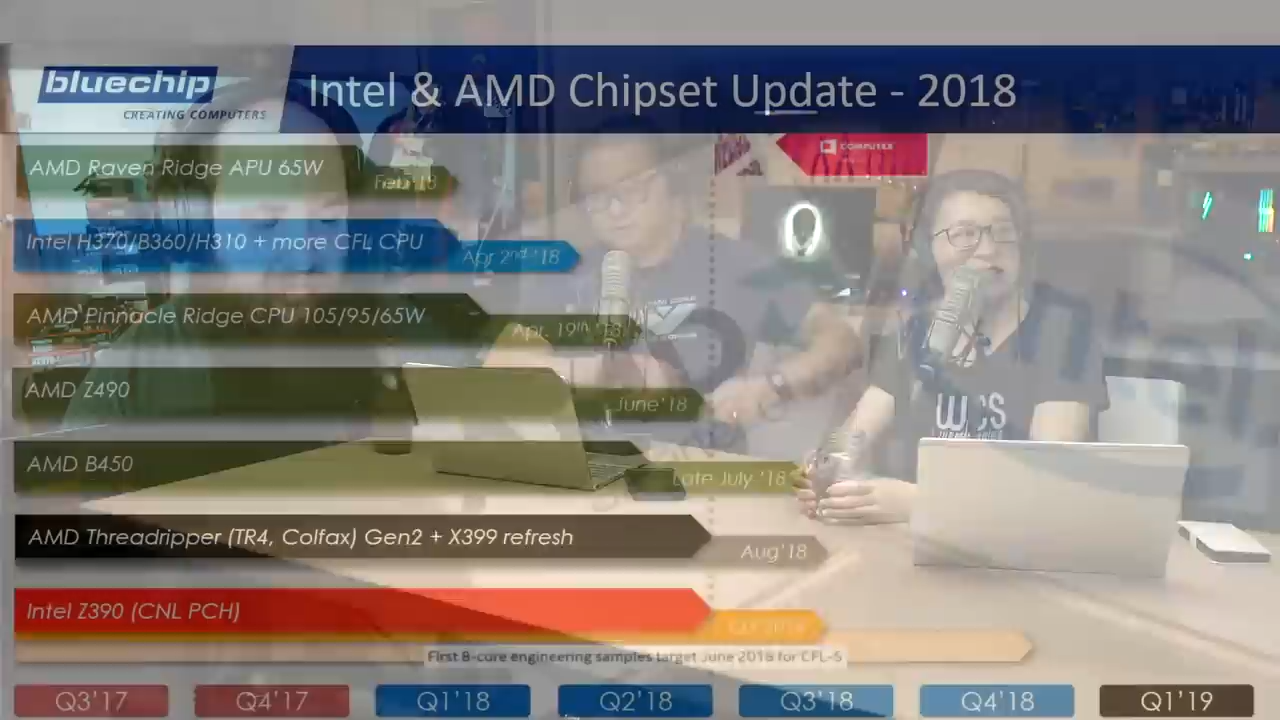 bluechip
CREATING COMPUTERS
Intel & AMD Chipset Update - 2018
COMPUTEX
AMD Raven Ridge APU 65W
Feb'18
Intel H370/B360/H310 + more CFL CPU
Apr 2nd '18
AMD Pinnacle Ridge CPU 105/95/65W
Apr. 19th '18
AMD Z490
June'18
AMD B450
Late July '18
AMD Threadripper (TR4, Colfax) Gen2 + X399 refresh
Aug'18
Intel Z390 (CNL PCH)
First 8-core engineering samples target June 2018 for CFL-S
Q3'17
Q4'17
Q1'18
Q2'18
Q3'18
Q4'18
Q1'19